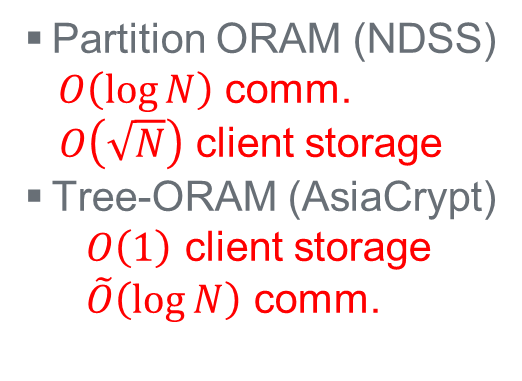 ▪ Partition ORAM (NDSS)
O(log N) comm.
O(√N) client storage
▪ Tree-ORAM (AsiaCrypt)
O(1) client storage
Õ(log N) comm.